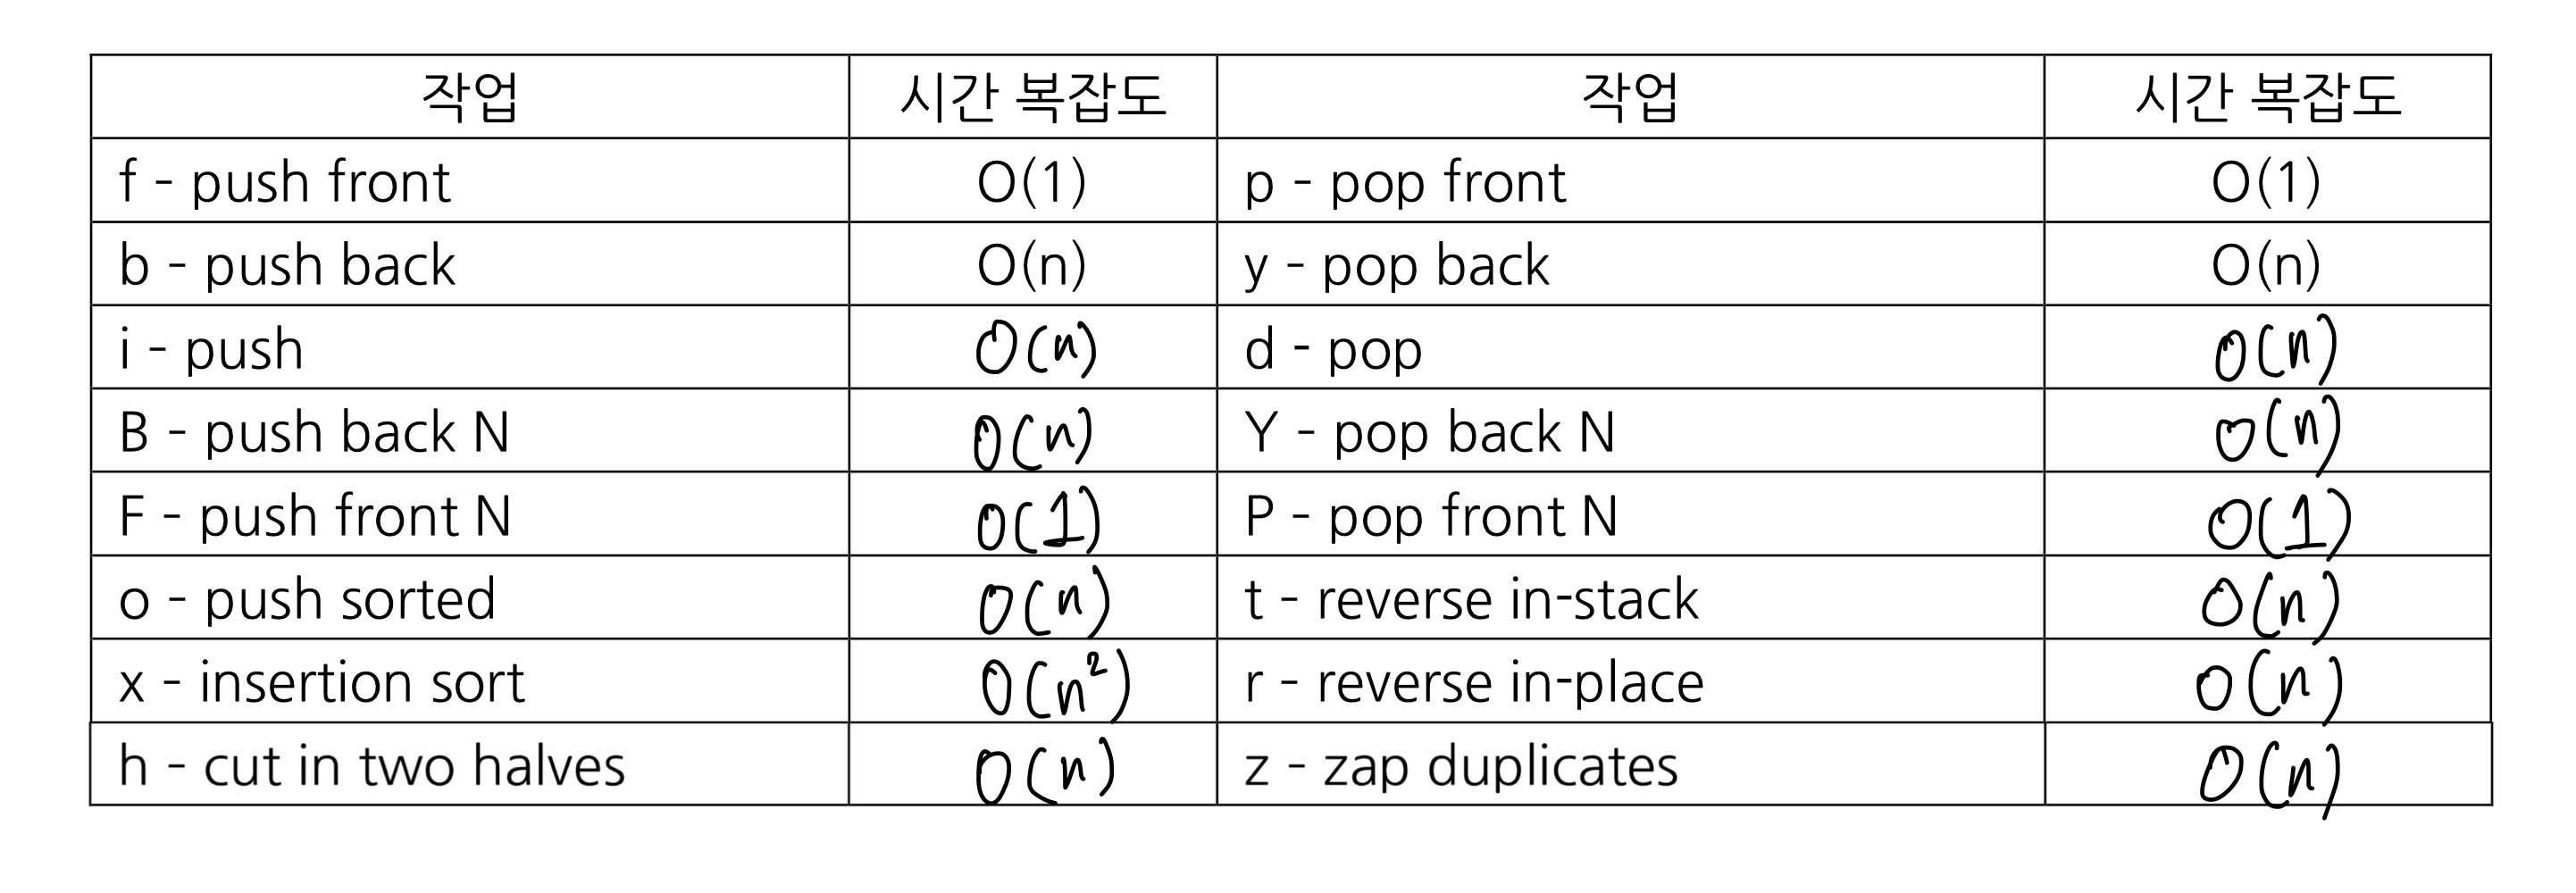 작업 시간 복잡도 작업 시간 복잡도
f - push front O(1) p - pop front O(1)
b - push back O(n) y - pop back O(n)
i - push O(n) d - pop O(n)
B - push back N O(n) Y - pop back N O(n)
F - push front N O(1) P - pop front N O(1)
o - push sorted O(n) t - reverse in-stack O(n)
x - insertion sort O(n²) r - reverse in-place O(n)
h - cut in two halves O(n) z - zap duplicates O(n)